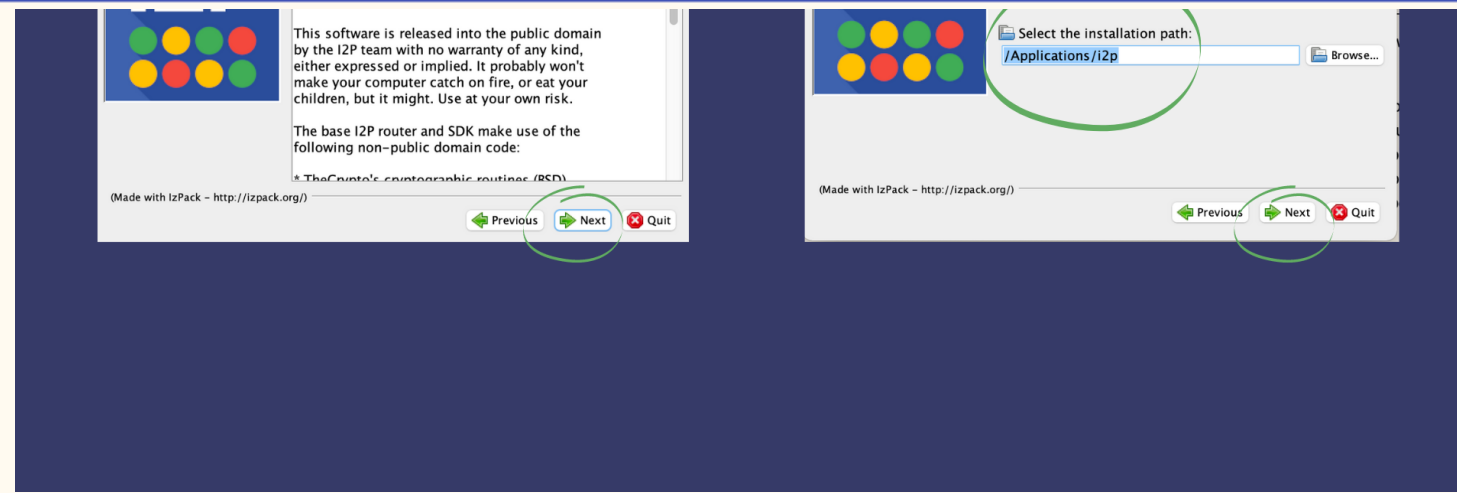 This software is released into the public domain
by the I2P team with no warranty of any kind,
either expressed or implied. It probably won't
make your computer catch on fire, or eat your
children, but it might. Use at your own risk.
The base I2P router and SDK make use of the
following non-public domain code:
* TheCrypto's cryptographic routines (BSD)
(Made with IzPack – http://izpack.org/)
Previous
Next
Quit
Select the installation path:
/Applications/i2p
Browse...
(Made with IzPack – http://izpack.org/)
Previous
Next
Quit